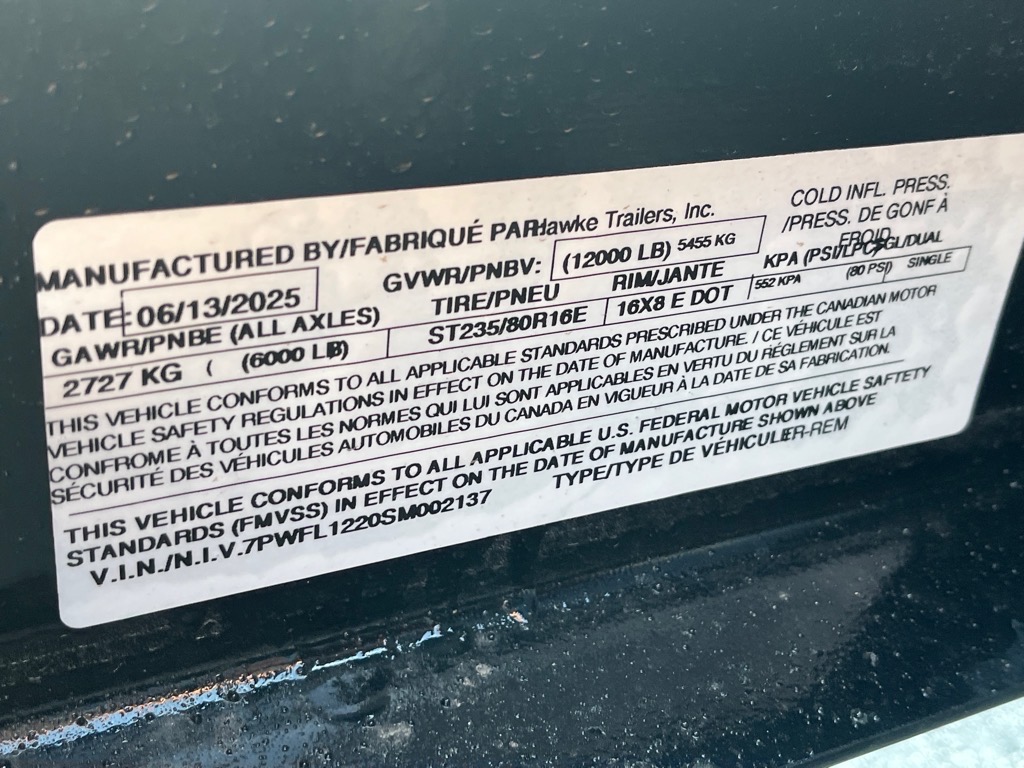 MANUFACTURED BY/FABRIQUÉ PAR Hawke Trailers, Inc.
COLD INFL. PRESS.
/PRESS. DE GONF À
FROID
DATE: 06/13/2025 GVWR/PNBV: (12000 LB) 5455 KG
GAWR/PNBE (ALL AXLES) TIRE/PNEU RIM/JANTE KPA (PSI/LPC) SGL/DUAL
2727 KG ( (6000 LB) ST235/80R16E 16X8 E DOT 552 KPA (80 PSI) SINGLE
THIS VEHICLE CONFORMS TO ALL APPLICABLE STANDARDS PRESCRIBED UNDER THE CANADIAN MOTOR
VEHICLE SAFETY REGULATIONS IN EFFECT ON THE DATE OF MANUFACTURE. / CE VÉHICULE EST
CONFROME À TOUTES LES NORMES QUI LUI SONT APPLICABLES EN VERTU DU RÉGLEMENT SUR LA
SÉCURITÉ DES VÉHICULES AUTOMOBILES DU CANADA EN VIGUEUR À LA DATE DE SA FABRICATION.
THIS VEHICLE CONFORMS TO ALL APPLICABLE U.S. FEDERAL MOTOR VEHICLE SAFTETY
STANDARDS (FMVSS) IN EFFECT ON THE DATE OF MANUFACTURE SHOWN ABOVE
V.I.N./N.I.V.7PWFL1220SM002137 TYPE/TYPE DE VÉHICULE:TR-REM